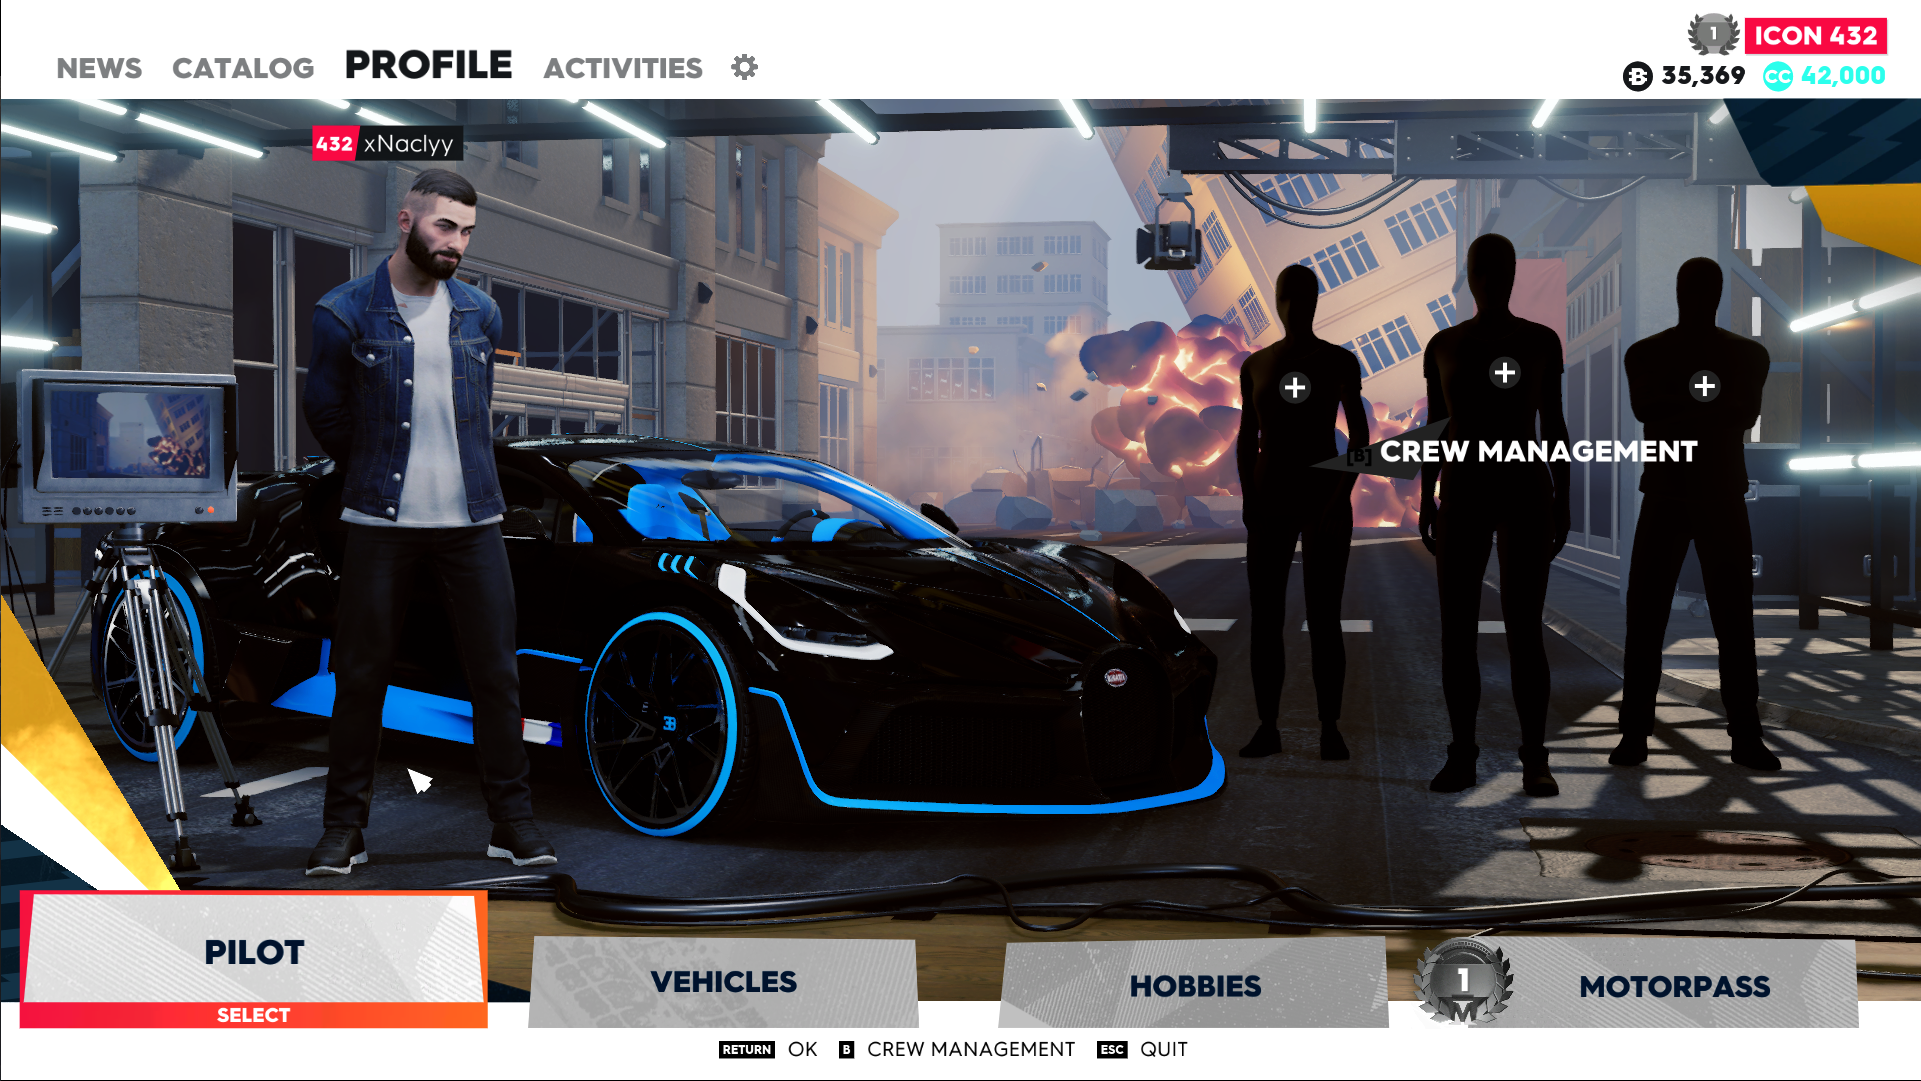 NEWS CATALOG PROFILE ACTIVITIES
1 ICON 432
35,369 CC 42,000
432 xNaclyy
[B] CREW MANAGEMENT
PILOT
SELECT
VEHICLES
HOBBIES
1
M
MOTORPASS
RETURN OK B CREW MANAGEMENT ESC QUIT